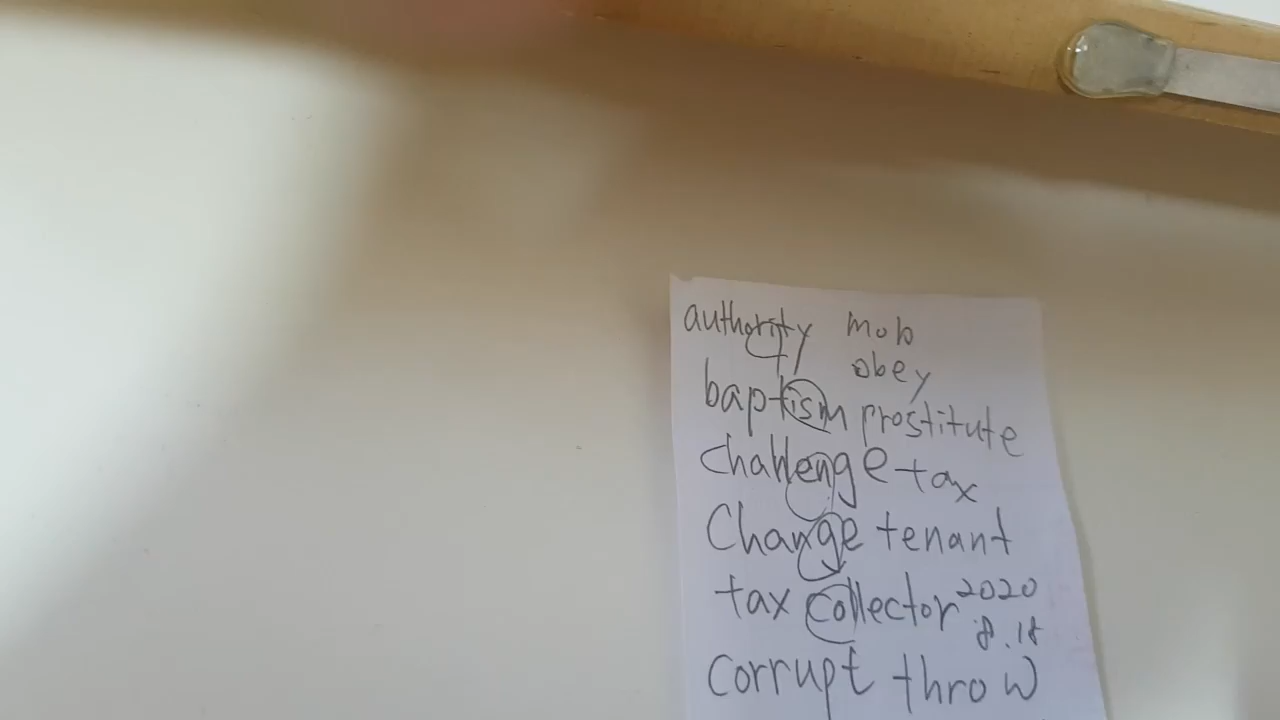 authority mob
obey
baptism prostitute
challenge tax
Change tenant
tax collector 2020
8.18
Corrupt throw